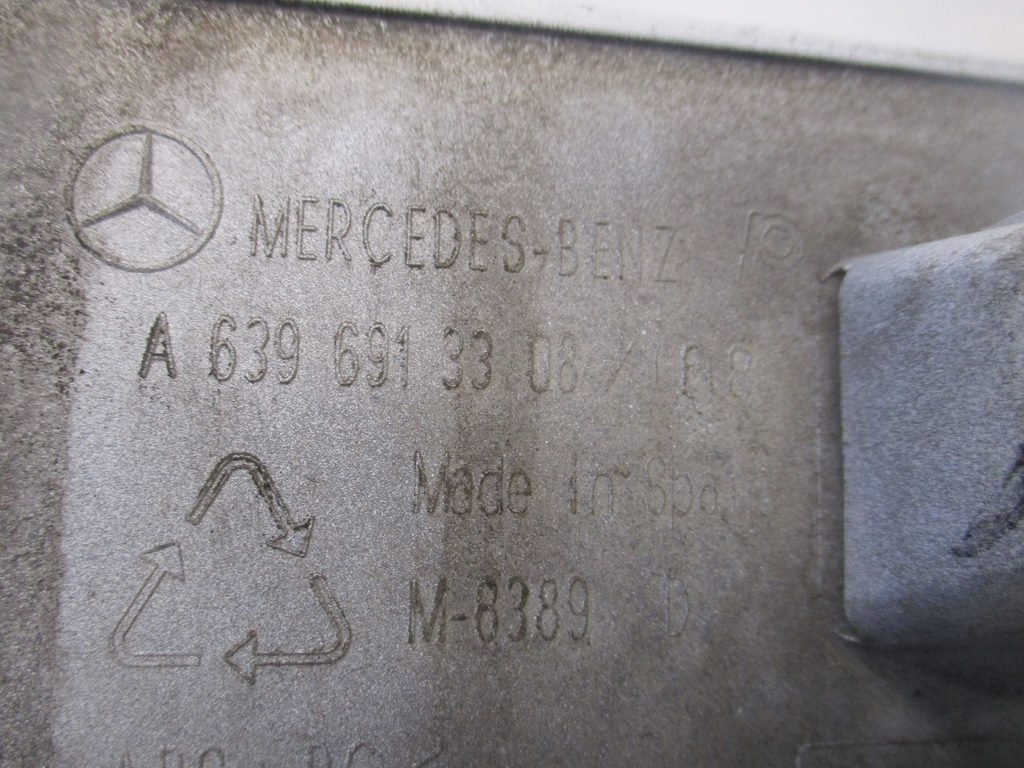 MERCEDES-BENZ
A 639 691 33 08 /
Made In Spain
M-8389 D